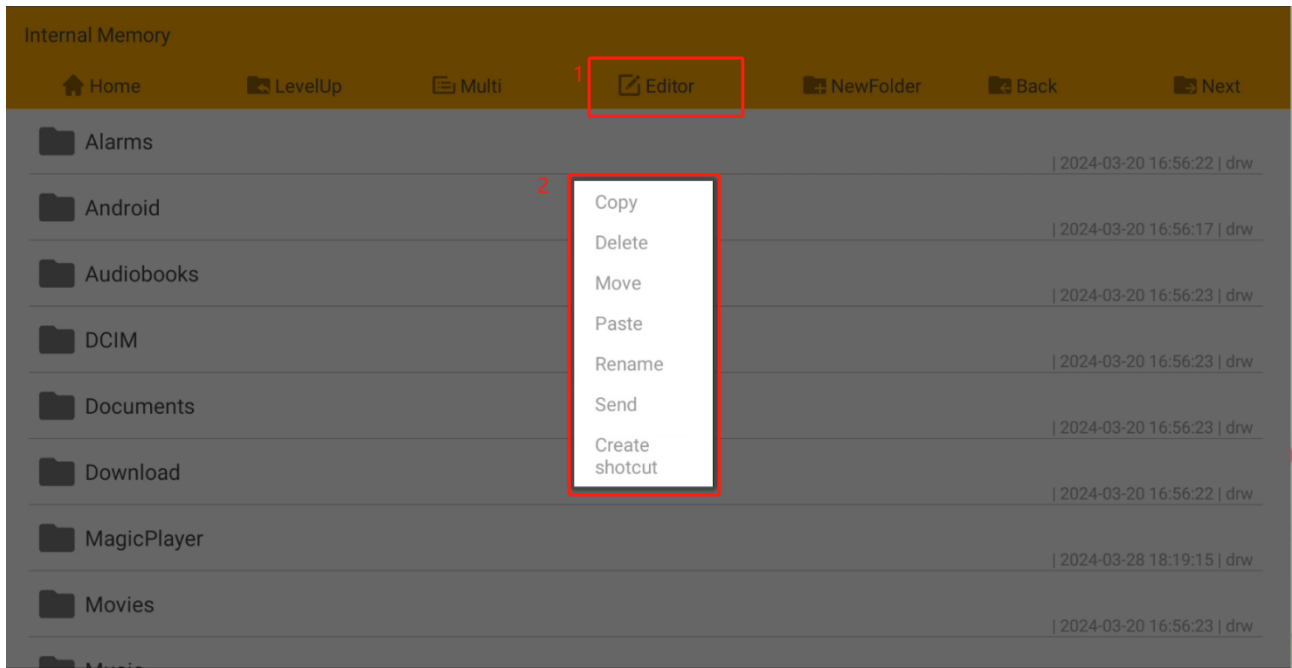 Internal Memory
Home LevelUp Multi 1 Editor NewFolder Back Next
Alarms
| 2024-03-20 16:56:22 | drw
Android
| 2024-03-20 16:56:17 | drw
Audiobooks
| 2024-03-20 16:56:23 | drw
DCIM
| 2024-03-20 16:56:23 | drw
Documents
| 2024-03-20 16:56:23 | drw
Download
| 2024-03-20 16:56:22 | drw
MagicPlayer
| 2024-03-28 18:19:15 | drw
Movies
| 2024-03-20 16:56:23 | drw
2
Copy
Delete
Move
Paste
Rename
Send
Create
shotcut